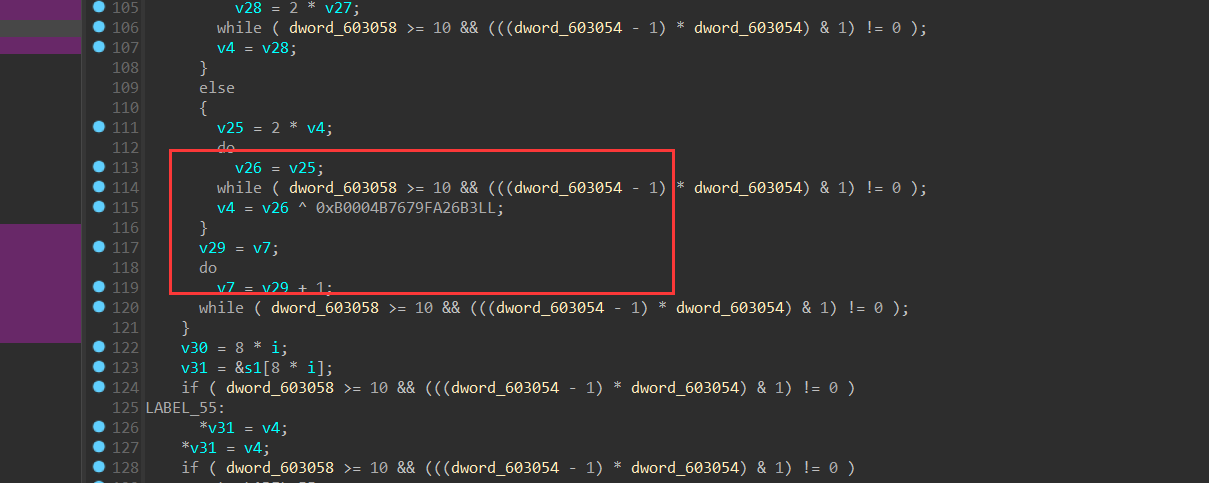 105 v28 = 2 * v27;
106 while ( dword_603058 >= 10 && (((dword_603054 - 1) * dword_603054) & 1) != 0 );
107 v4 = v28;
108 }
109 else
110 {
111 v25 = 2 * v4;
112 do
113 v26 = v25;
114 while ( dword_603058 >= 10 && (((dword_603054 - 1) * dword_603054) & 1) != 0 );
115 v4 = v26 ^ 0xB0004B7679FA26B3LL;
116 }
117 v29 = v7;
118 do
119 v7 = v29 + 1;
120 while ( dword_603058 >= 10 && (((dword_603054 - 1) * dword_603054) & 1) != 0 );
121 }
122 v30 = 8 * i;
123 v31 = &s1[8 * i];
124 if ( dword_603058 >= 10 && (((dword_603054 - 1) * dword_603054) & 1) != 0 )
125 LABEL_55:
126 *v31 = v4;
127 *v31 = v4;
128 if ( dword_603058 >= 10 && (((dword_603054 - 1) * dword_603054) & 1) != 0 )